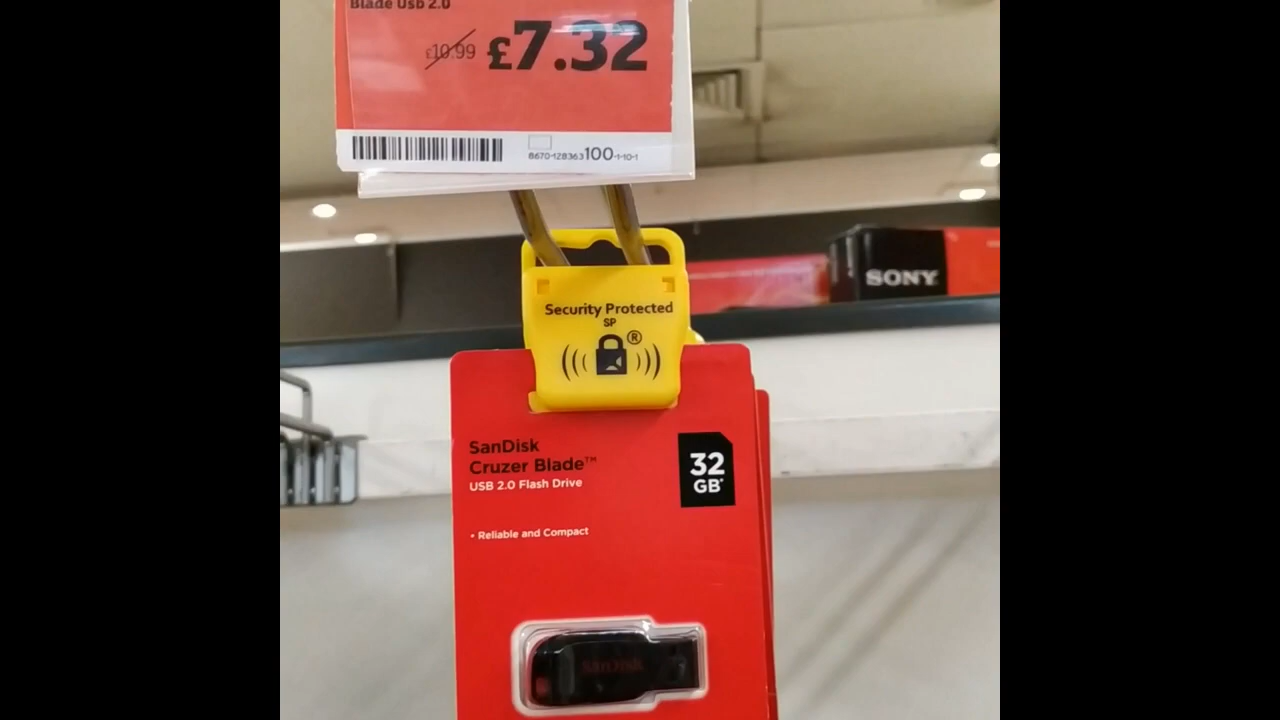 Blade Usb 2.0
£10.99 £7.32
8670-128363100-1-10-1
Security Protected
SP
®
SONY
SanDisk
Cruzer Blade™
USB 2.0 Flash Drive
32
GB*
• Reliable and Compact
SanDisk